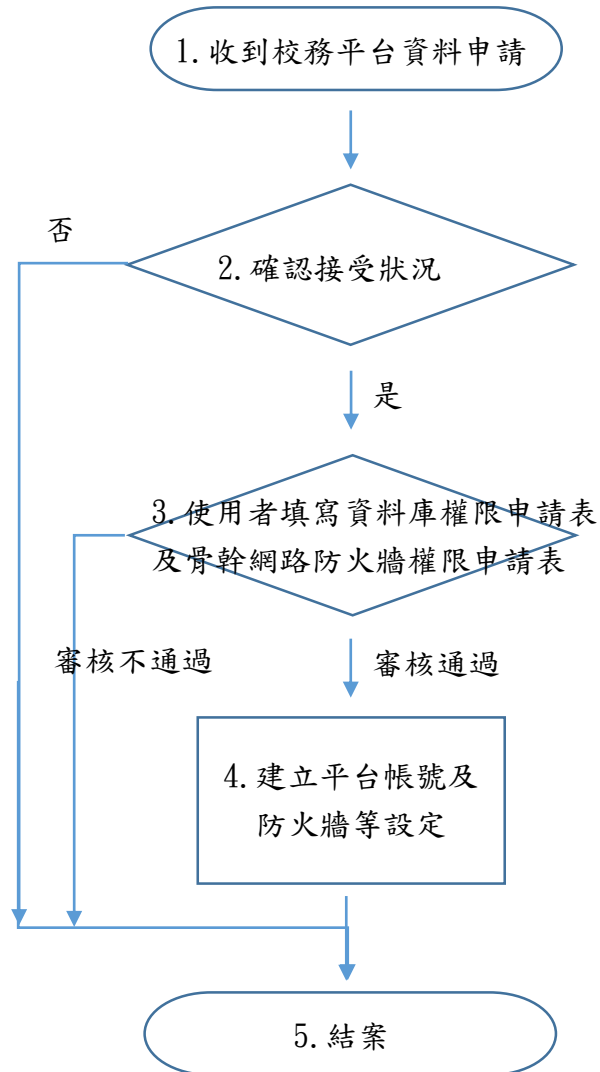 1.收到校務平台資料申請
否
2.確認接受狀況
是
3.使用者填寫資料庫權限申請表
及骨幹網路防火牆權限申請表
審核不通過
審核通過
4.建立平台帳號及
防火牆等設定
5.結案